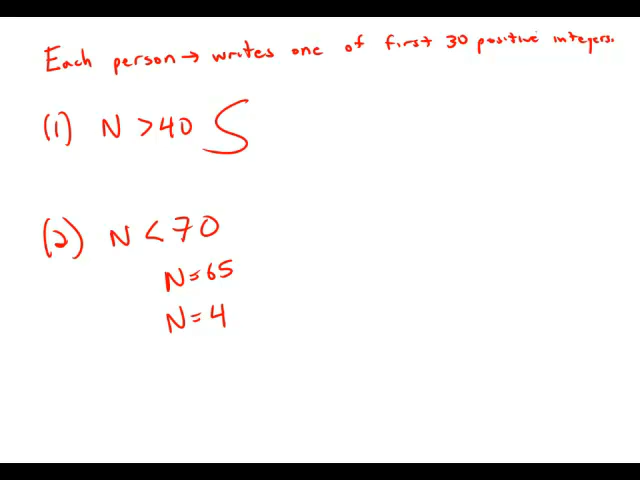 Each person → writes one of first 30 positive integers.
(1) N > 40 S
(2) N < 70
N = 65
N = 4